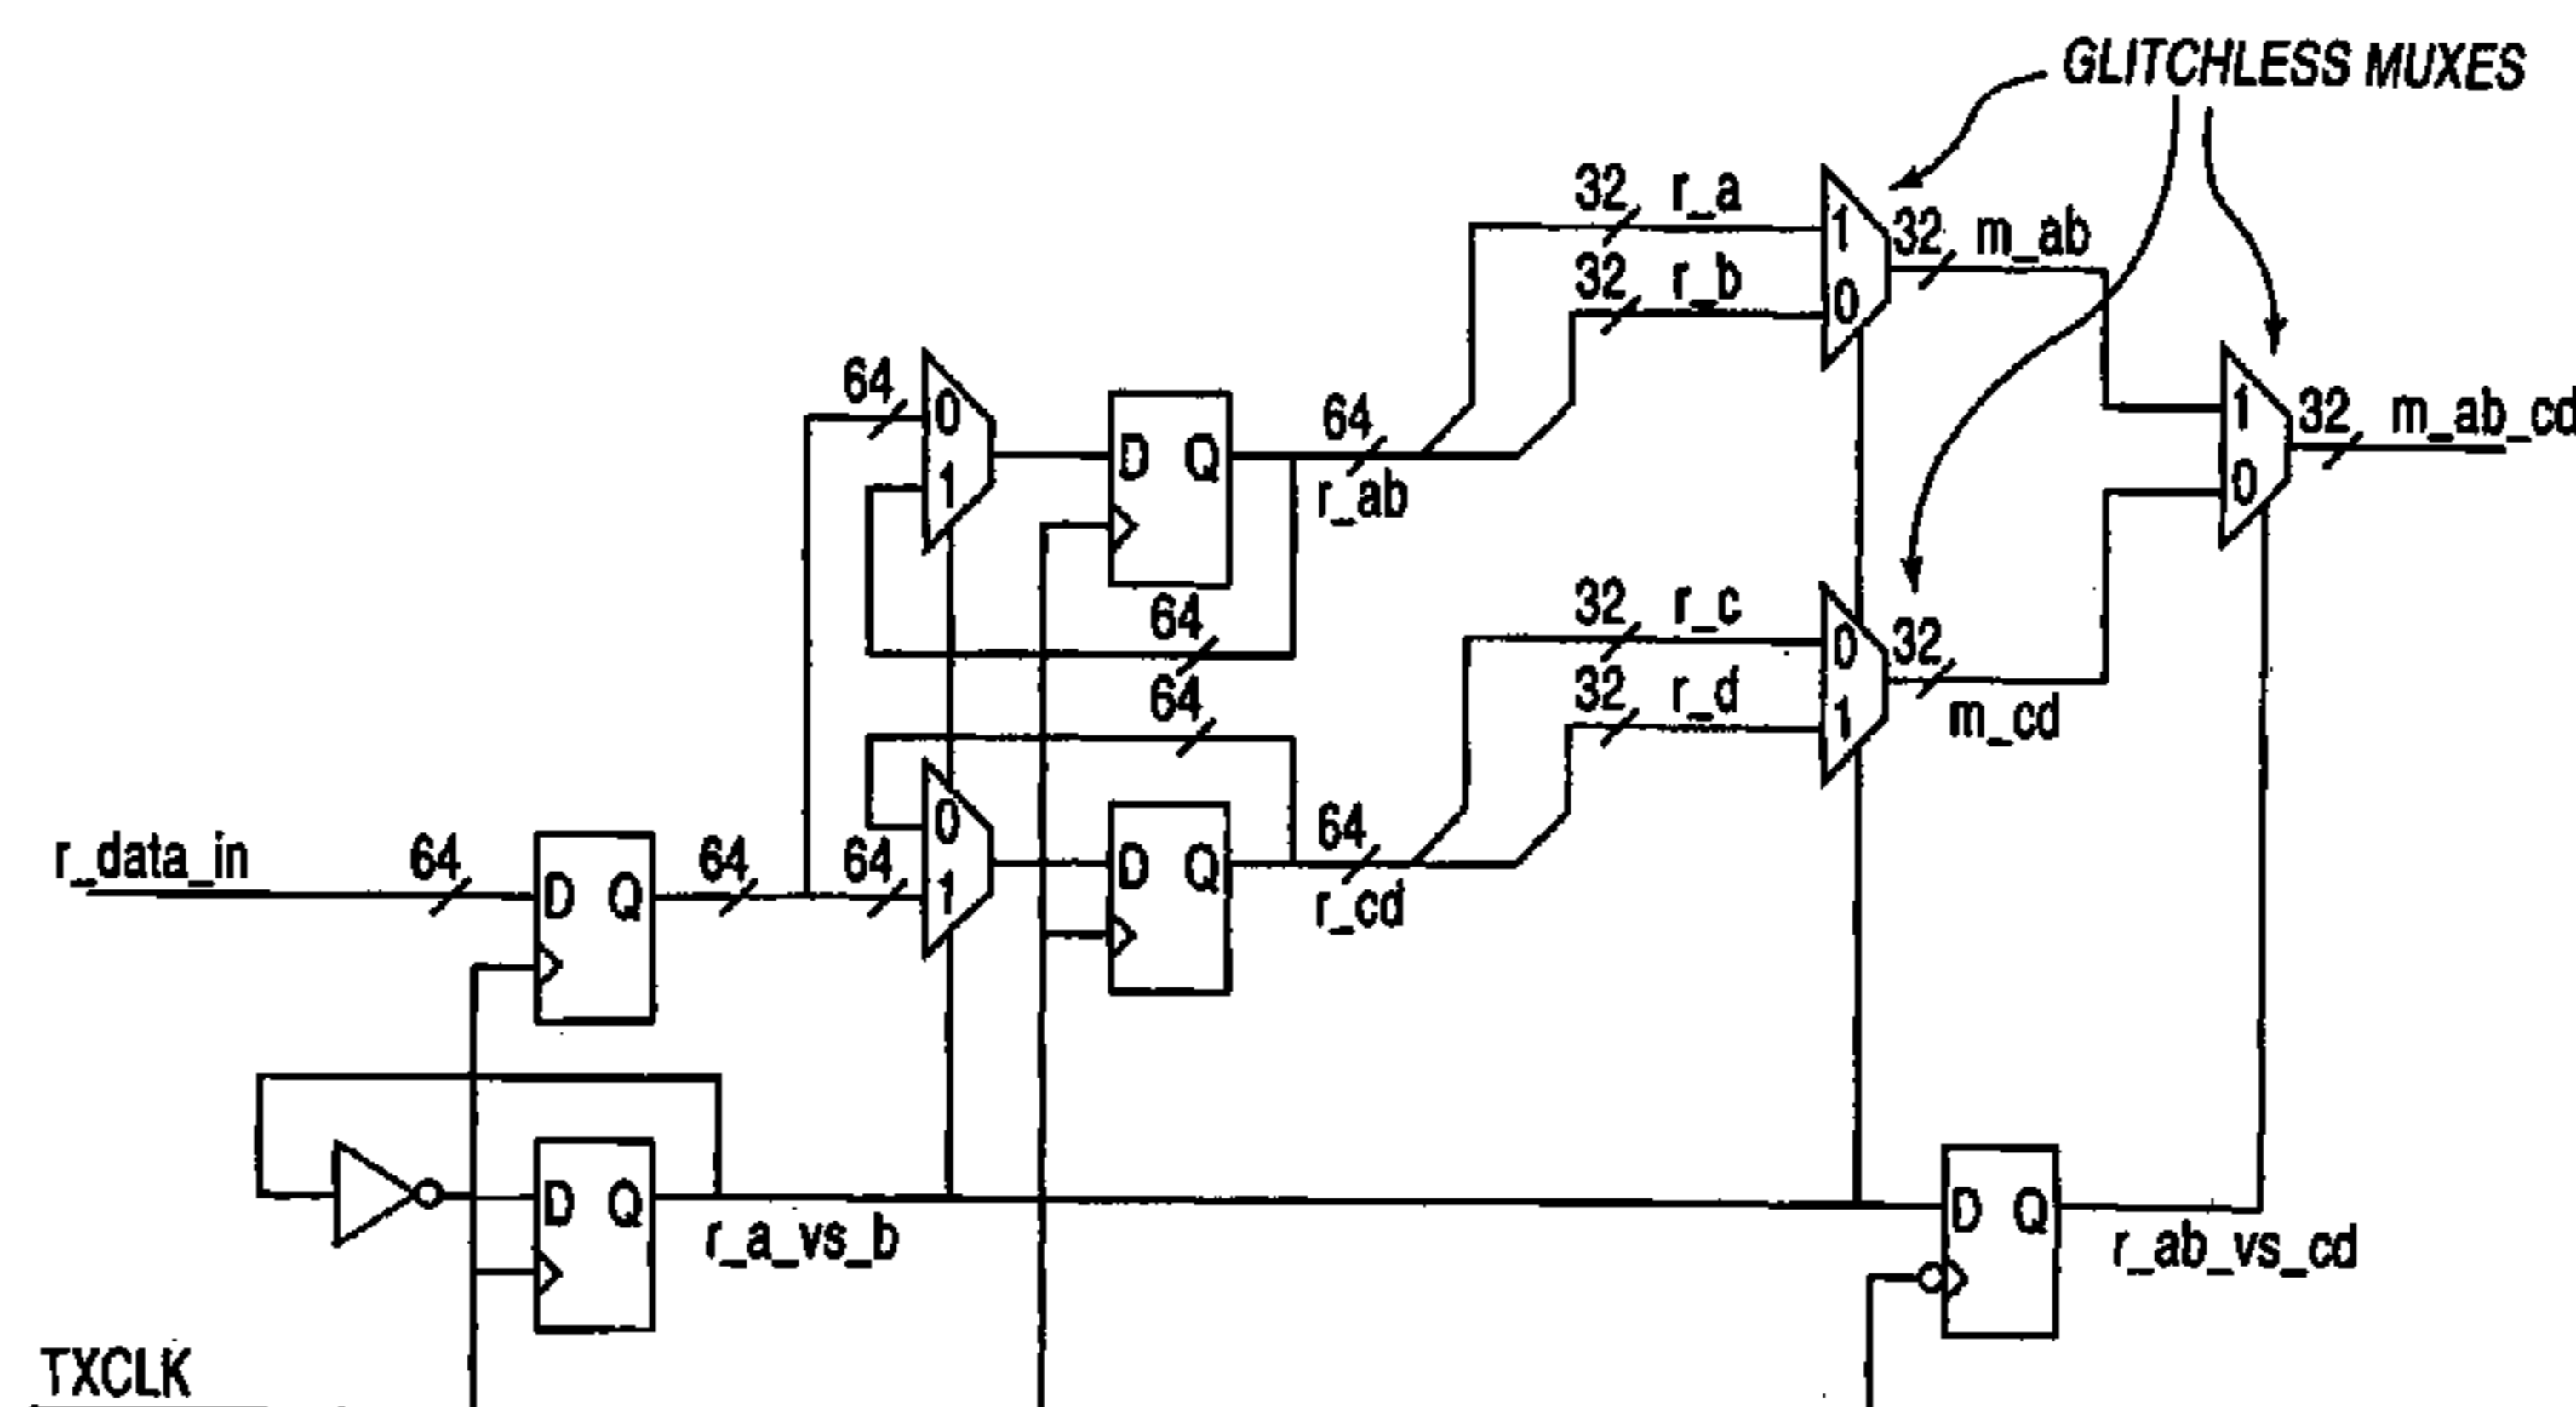 GLITCHLESS MUXES
32 r_a
1
32 m_ab
32 r_b
0
64
0
1
D Q
64
r_ab
1
32 m_ab_cd
0
64
64
32 r_c
0
32
m_cd
32 r_d
1
0
64
1
D Q
64
r_cd
r_data_in 64
D Q
64
D Q
r_a_vs_b
D Q
r_ab_vs_cd
TXCLK